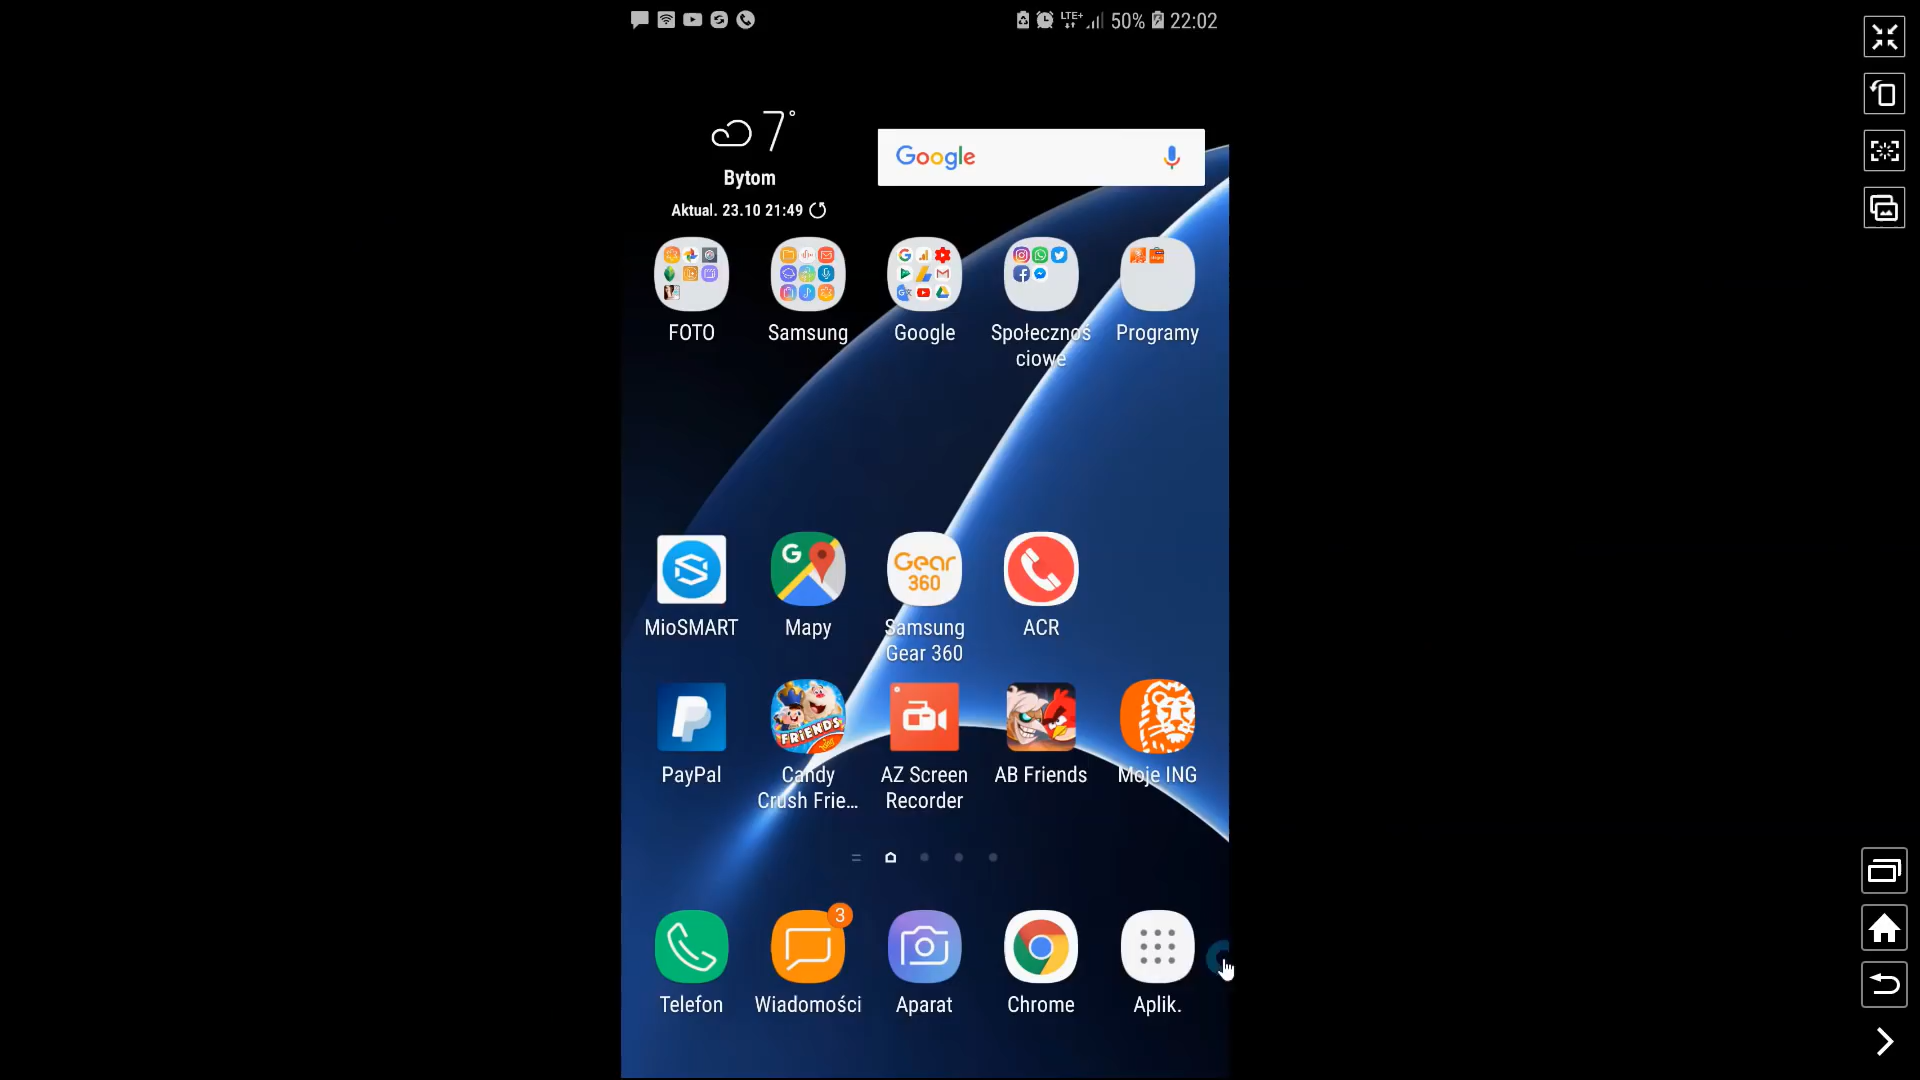 LTE+ 50% 22:02
7°
Google
Bytom
Aktual. 23.10 21:49
FOTO Samsung Google Społecznoś Programy
ciowe
G Gear
360
MioSMART Mapy Samsung ACR
Gear 360
FRIENDS
King
PayPal Candy AZ Screen AB Friends Moje ING
Crush Frie... Recorder
3
Telefon Wiadomości Aparat Chrome Aplik.